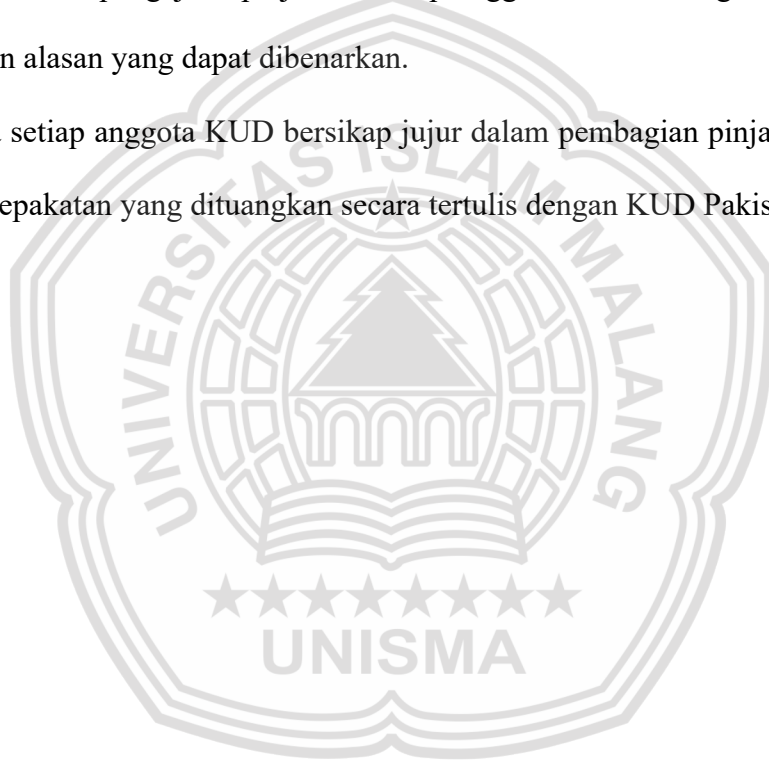 n alasan yang dapat dibenarkan.
setiap anggota KUD bersikap jujur dalam pembagian pinja
epakatan yang dituangkan secara tertulis dengan KUD Pakis
UNIVERSITAS ISLAM MALANG
UNISMA